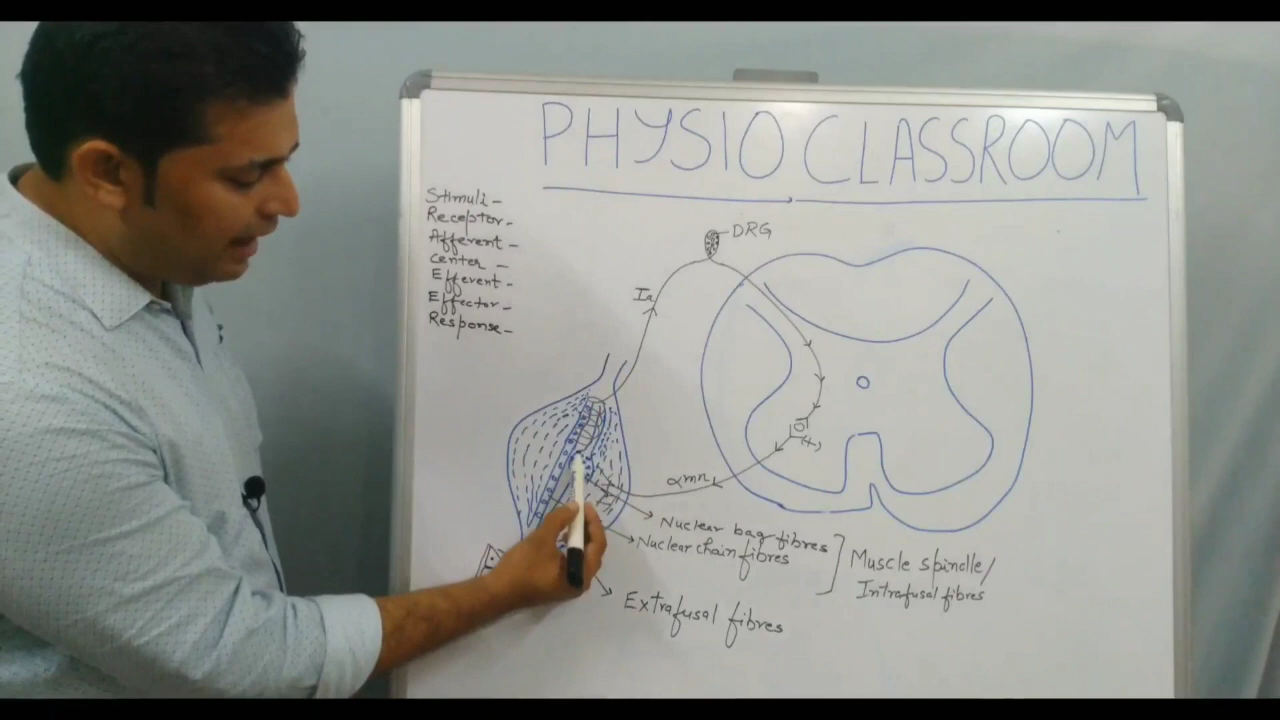 PHYSIO CLASSROOM
Stimuli-
Receptor-
Afferent-
center-
Efferent-
Effector-
Response-
DRG
Ia
(+)
αmn
Nuclear bag fibres
Nuclear chain fibres
Muscle spindle/
Intrafusal fibres
Extrafusal fibres